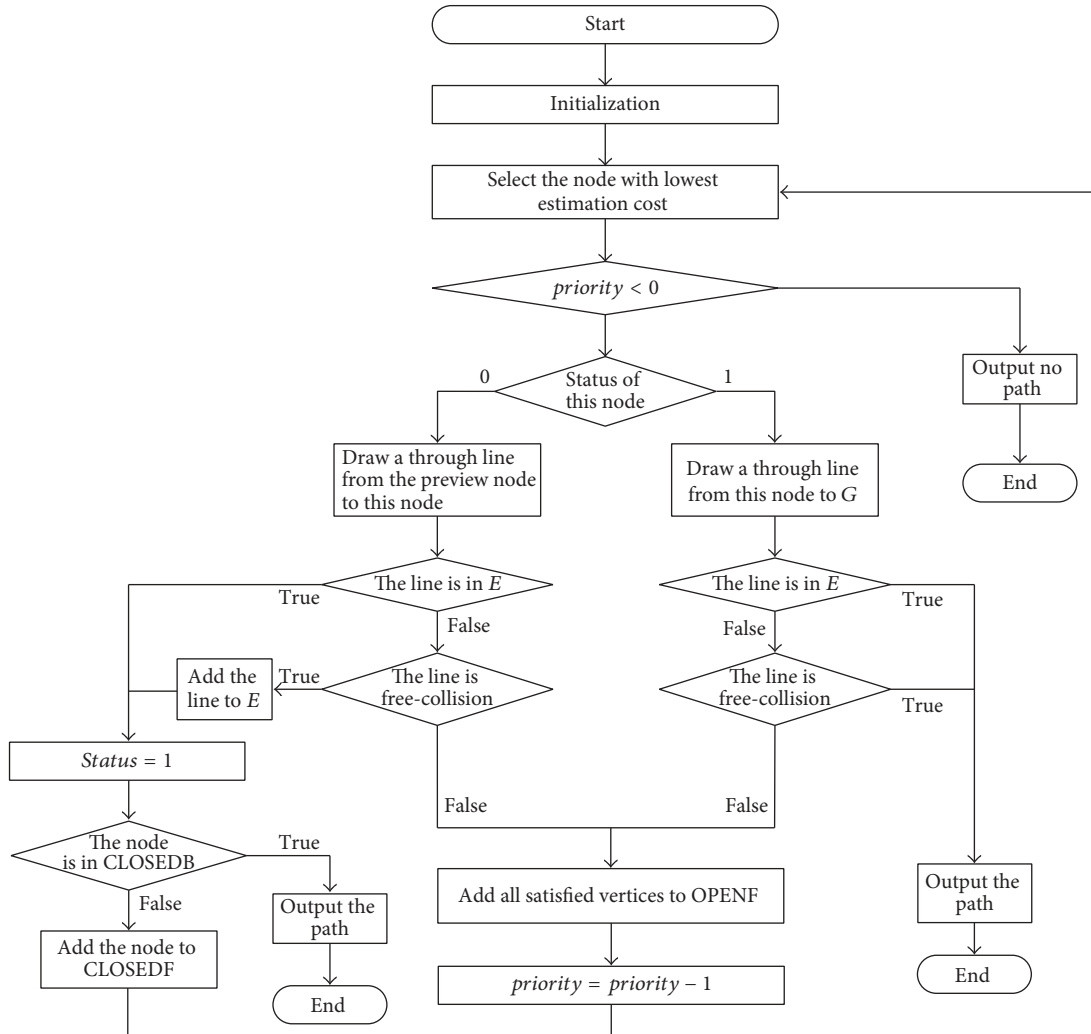 Start
Initialization
Select the node with lowest
estimation cost
priority < 0
0
Status of
this node
1
Output no
path
End
Draw a through line
from the preview node
to this node
Draw a through line
from this node to G
The line is in E
True
False
The line is in E
True
False
Add the
line to E
True
The line is
free-collision
The line is
free-collision
True
Status = 1
False
False
The node
is in CLOSEDB
True
False
Output the
path
Add all satisfied vertices to OPENF
Output the
path
Add the node to
CLOSEDF
End
priority = priority − 1
End